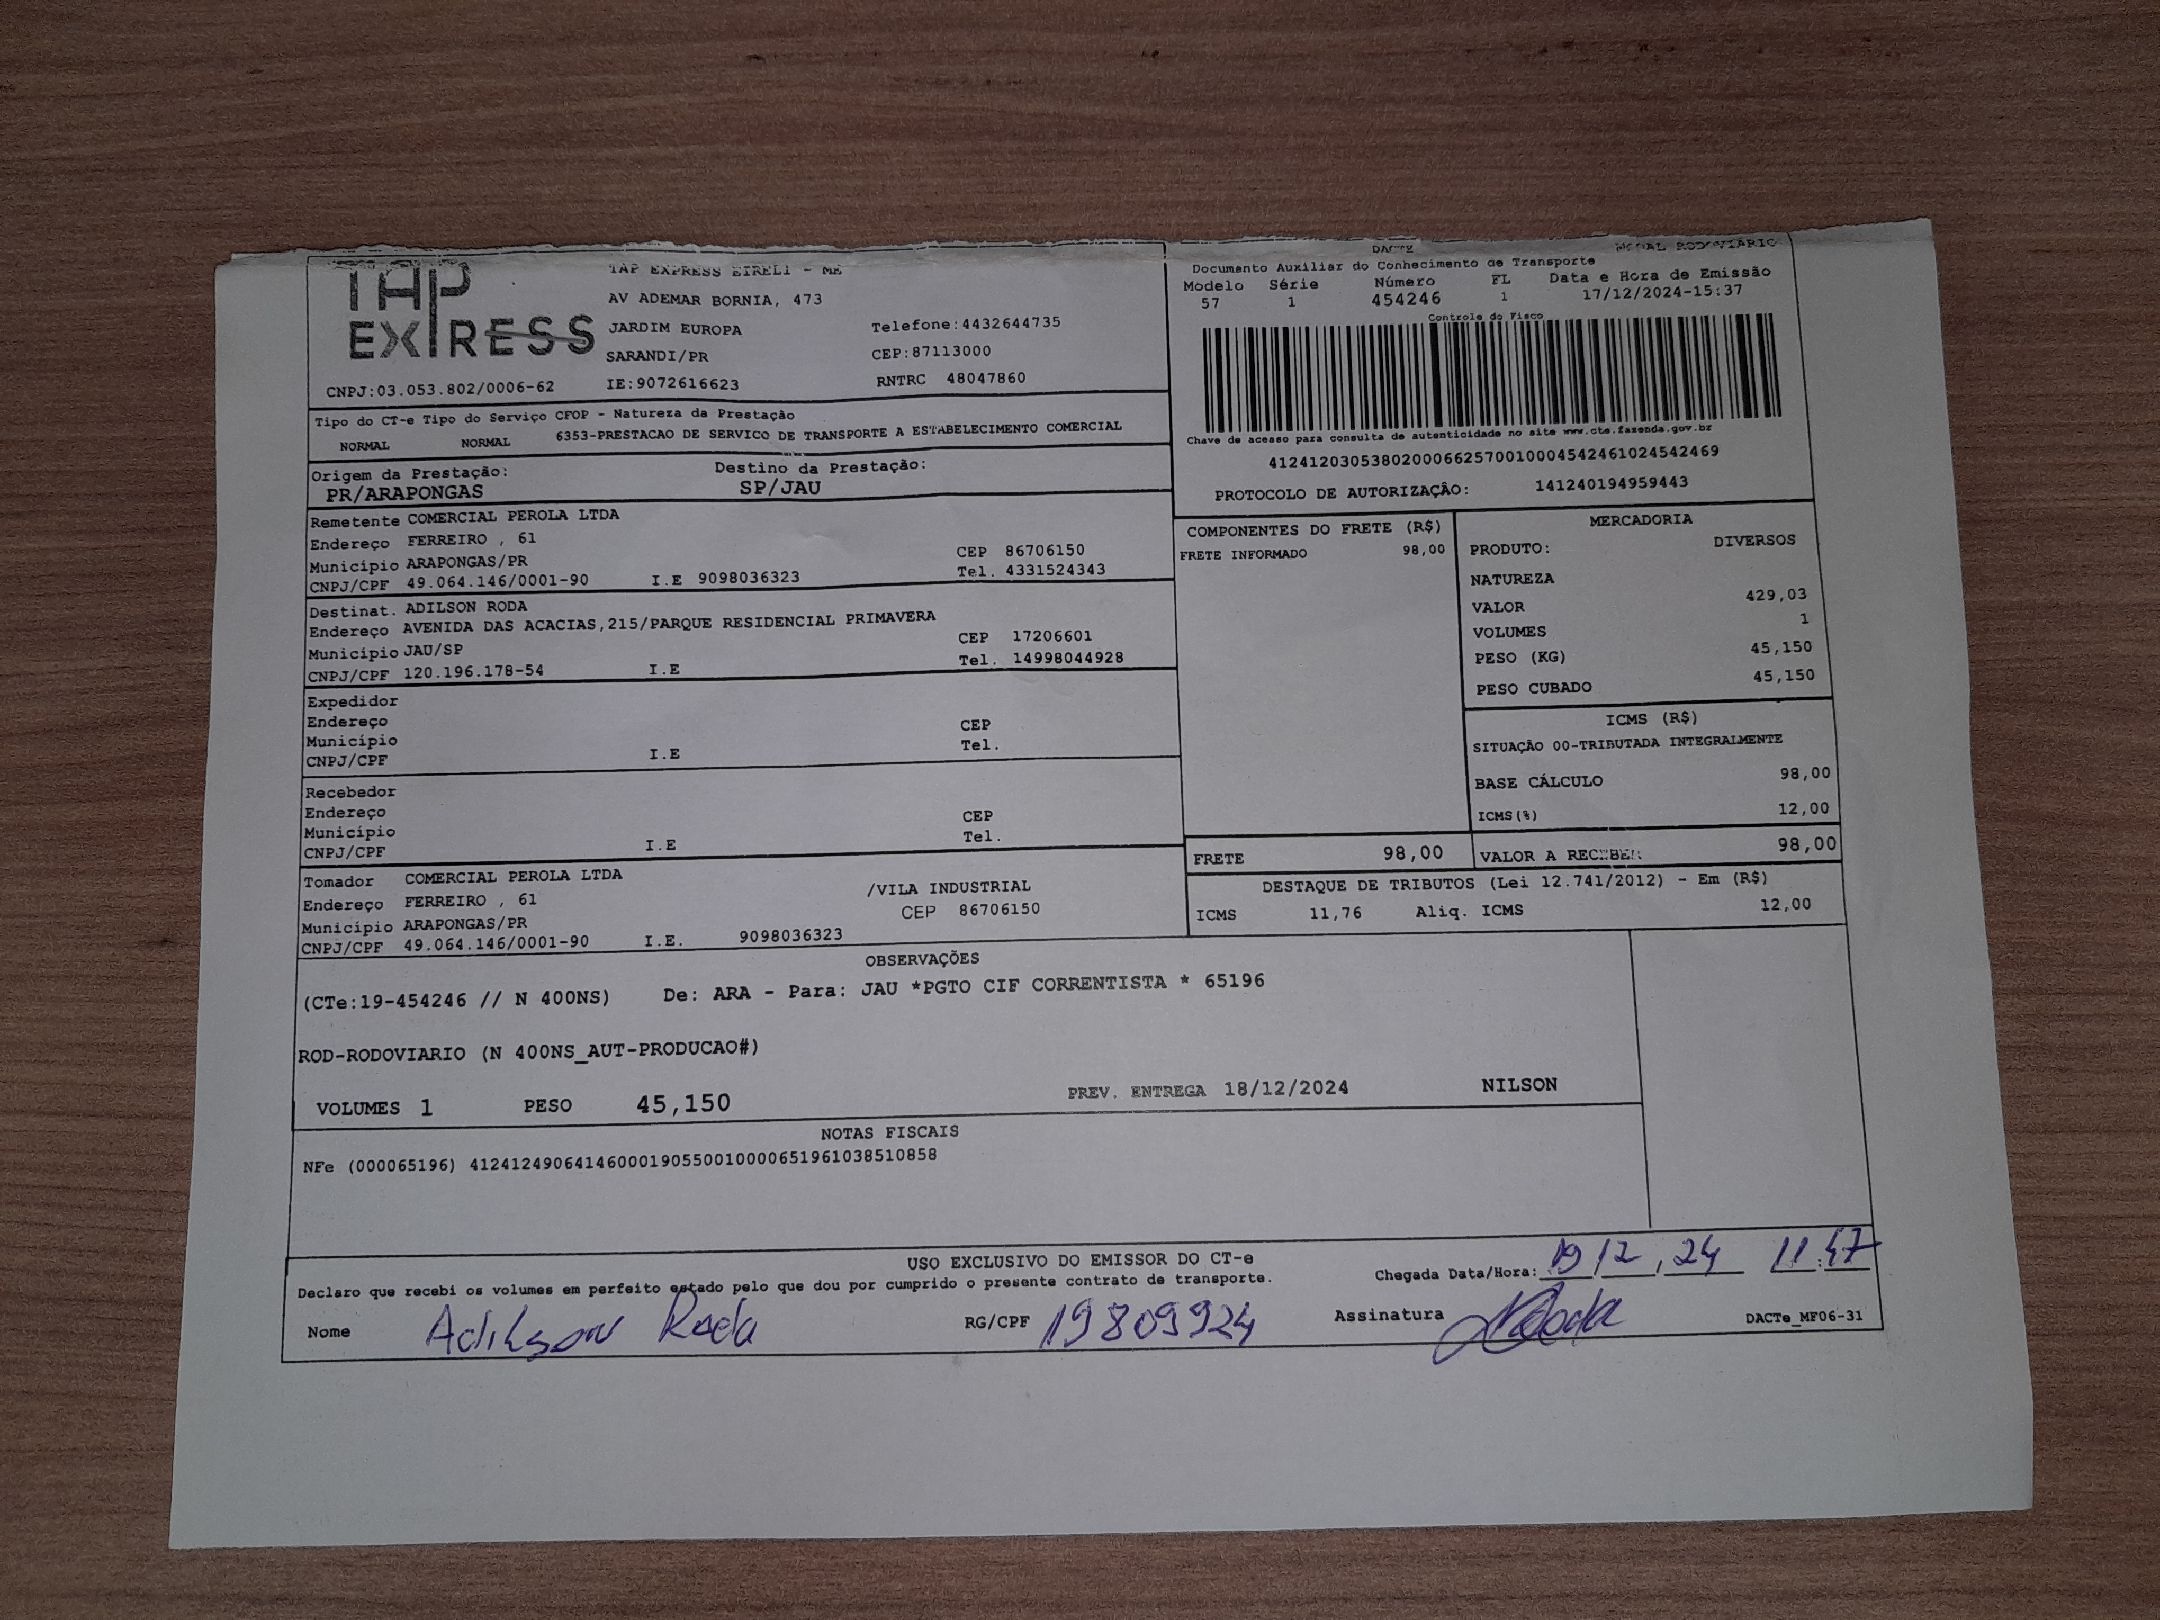 TAP EXPRESS
TAP EXPRESS EIRELI - ME
AV ADEMAR BORNIA, 473
JARDIM EUROPA Telefone:4432644735
SARANDI/PR CEP:87113000
CNPJ:03.053.802/0006-62 IE:9072616623 RNTRC 48047860
DACTE MODAL RODOVIÁRIO
Documento Auxiliar do Conhecimento de Transporte
Modelo Série Número FL Data e Hora de Emissão
57 1 454246 1 17/12/2024-15:37
Controle do Fisco
Chave de acesso para consulta de autenticidade no site www.cte.fazenda.gov.br
41241203053802000662570010004542461024542469
PROTOCOLO DE AUTORIZAÇÃO: 141240194959443
Tipo do CT-e Tipo do Serviço CFOP - Natureza da Prestação
NORMAL NORMAL 6353-PRESTACAO DE SERVICO DE TRANSPORTE A ESTABELECIMENTO COMERCIAL
Origem da Prestação: Destino da Prestação:
PR/ARAPONGAS SP/JAU
Remetente COMERCIAL PEROLA LTDA
Endereço FERREIRO , 61
Município ARAPONGAS/PR CEP 86706150
CNPJ/CPF 49.064.146/0001-90 I.E 9098036323 Tel. 4331524343
Destinat. ADILSON RODA
Endereço AVENIDA DAS ACACIAS,215/PARQUE RESIDENCIAL PRIMAVERA
Município JAU/SP CEP 17206601
CNPJ/CPF 120.196.178-54 I.E Tel. 14998044928
Expedidor
Endereço CEP
Município Tel.
CNPJ/CPF I.E
Recebedor
Endereço CEP
Município Tel.
CNPJ/CPF I.E
Tomador COMERCIAL PEROLA LTDA /VILA INDUSTRIAL
Endereço FERREIRO , 61 CEP 86706150
Município ARAPONGAS/PR
CNPJ/CPF 49.064.146/0001-90 I.E. 9098036323
COMPONENTES DO FRETE (R$)
FRETE INFORMADO 98,00
MERCADORIA
PRODUTO: DIVERSOS
NATUREZA
VALOR 429,03
VOLUMES 1
PESO (KG) 45,150
PESO CUBADO 45,150
ICMS (R$)
SITUAÇÃO 00-TRIBUTADA INTEGRALMENTE
BASE CÁLCULO 98,00
ICMS(%) 12,00
FRETE 98,00 VALOR A RECEBER 98,00
DESTAQUE DE TRIBUTOS (Lei 12.741/2012) - Em (R$)
ICMS 11,76 Aliq. ICMS 12,00
OBSERVAÇÕES
(CTe:19-454246 // N 400NS) De: ARA - Para: JAU *PGTO CIF CORRENTISTA * 65196
ROD-RODOVIARIO (N 400NS_AUT-PRODUCAO#)
VOLUMES 1 PESO 45,150 PREV. ENTREGA 18/12/2024 NILSON
NOTAS FISCAIS
NFe (000065196) 41241249064146000190550010000651961038510858
USO EXCLUSIVO DO EMISSOR DO CT-e
Declaro que recebi os volumes em perfeito estado pelo que dou por cumprido o presente contrato de transporte. Chegada Data/Hora: 19 12 24 11:47
Nome Adilson Roda RG/CPF 19809924 Assinatura ARoda DACTe_MF06-31